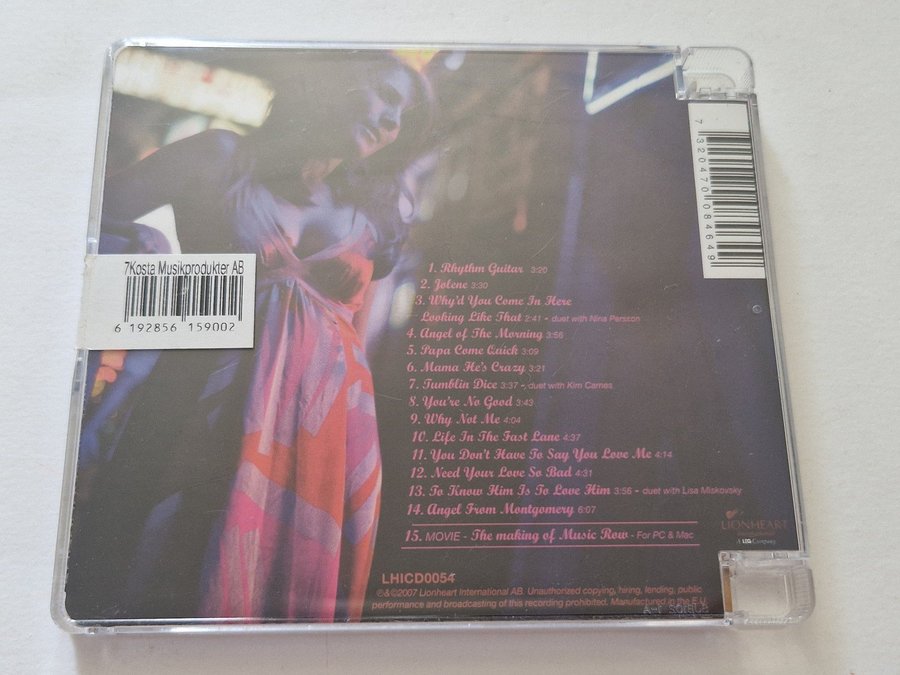 7Kosta Musikprodukter AB
6 192856 159002
7 320470 084649
1. Rhythm Guitar 3:20
2. Jolene 3:30
3. Why'd You Come In Here
Looking Like That 2:41 - duet with Nina Persson
4. Angel of The Morning 3:56
5. Papa Come Quick 3:09
6. Mama He's Crazy 3:21
7. Tumblin Dice 3:37 - duet with Kim Carnes
8. You're No Good 3:43
9. Why Not Me 4:04
10. Life In The Fast Lane 4:37
11. You Don't Have To Say You Love Me 4:14
12. Need Your Love So Bad 4:31
13. To Know Him Is To Love Him 3:56 - duet with Lisa Miskovsky
14. Angel From Montgomery 6:07
15. MOVIE - The making of Music Row - For PC & Mac
LIONHEART
A LEG Company
LHICD0054
℗&©2007 Lionheart International AB Unauthorized copying, hiring, lending, public
performance and broadcasting of this recording prohibited. Manufactured in the E.U.